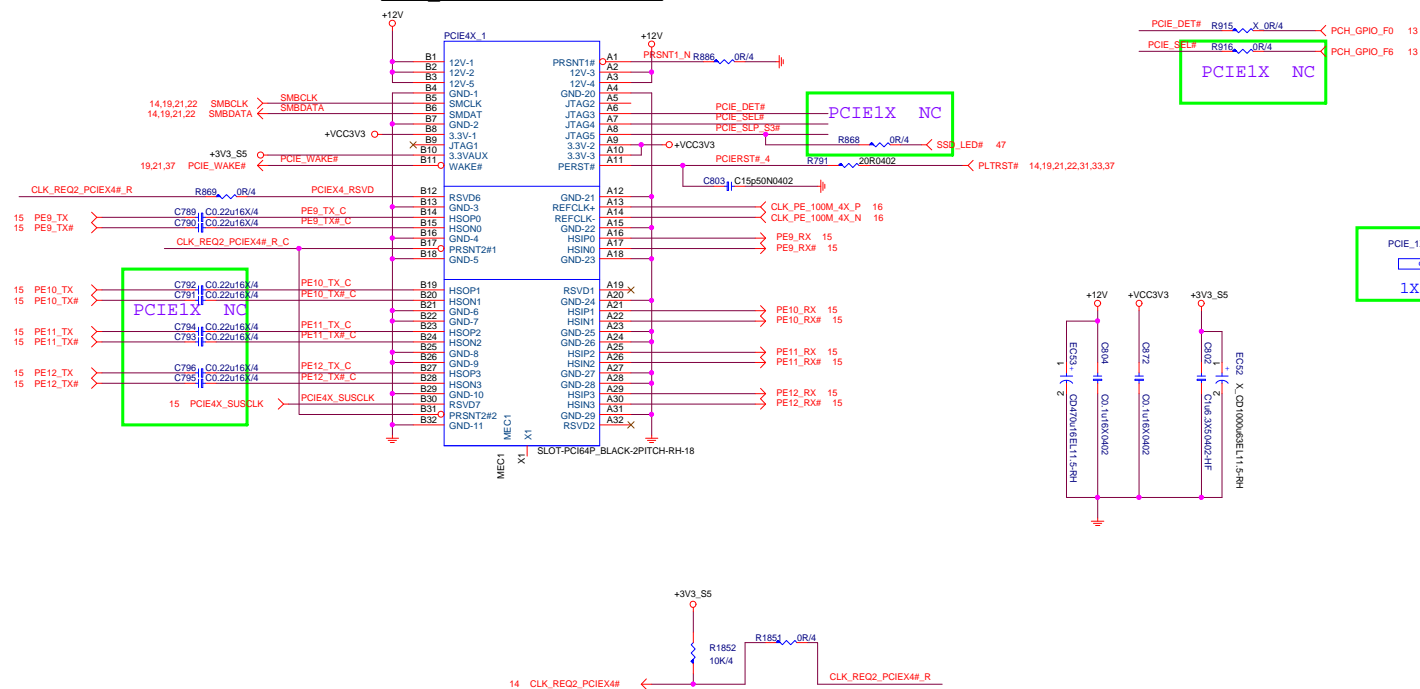 +12V
PCIE4X_1
+12V
B1 12V-1 PRSNT1# A1 PRSNT1_N R886 0R/4
B2 12V-2 12V-3 A2
B3 12V-5 12V-4 A3
B4 GND-1 GND-20 A4
14,19,21,22 SMBCLK SMBCLK B5 SMCLK JTAG2 A5
14,19,21,22 SMBDATA SMBDATA B6 SMDAT JTAG3 A6 PCIE_DET#
B7 GND-2 JTAG4 A7 PCIE_SEL#
+VCC3V3 B8 3.3V-1 JTAG5 A8 PCIE_SLP_S3#
B9 JTAG1 3.3V-2 A9 +VCC3V3
R868 0R/4 SSD_LED# 47
+3V3_S5 B10 3.3VAUX 3.3V-3 A10
19,21,37 PCIE_WAKE# PCIE_WAKE# B11 WAKE# PERST# A11 PCIERST#_4 R791 20R0402 PLTRST# 14,19,21,22,31,33,37
C803 C15p50N0402
PCIE1X NC
CLK_REQ2_PCIEX4#_R R869 0R/4 PCIEX4_RSVD B12 RSVD6 GND-21 A12
B13 GND-3 REFCLK+ A13 CLK_PE_100M_4X_P 16
15 PE9_TX C789 C0.22u16X/4 PE9_TX_C B14 HSOP0 REFCLK- A14 CLK_PE_100M_4X_N 16
15 PE9_TX# C790 C0.22u16X/4 PE9_TX#_C B15 HSON0 GND-22 A15
B16 GND-4 HSIP0 A16 PE9_RX 15
CLK_REQ2_PCIEX4#_R_C B17 PRSNT2#1 HSIN0 A17 PE9_RX# 15
B18 GND-5 GND-23 A18
15 PE10_TX C792 C0.22u16X/4 PE10_TX_C B19 HSOP1 RSVD1 A19
15 PE10_TX# C791 C0.22u16X/4 PE10_TX#_C B20 HSON1 GND-24 A20
B21 GND-6 HSIP1 A21 PE10_RX 15
B22 GND-7 HSIN1 A22 PE10_RX# 15
PCIE1X NC
15 PE11_TX C794 C0.22u16X/4 PE11_TX_C B23 HSOP2 GND-25 A23
15 PE11_TX# C793 C0.22u16X/4 PE11_TX#_C B24 HSON2 GND-26 A24
B25 GND-8 HSIP2 A25 PE11_RX 15
B26 GND-9 HSIN2 A26 PE11_RX# 15
15 PE12_TX C796 C0.22u16X/4 PE12_TX_C B27 HSOP3 GND-27 A27
15 PE12_TX# C795 C0.22u16X/4 PE12_TX#_C B28 HSON3 GND-28 A28
B29 GND-10 HSIP3 A29 PE12_RX 15
15 PCIE4X_SUSCLK PCIE4X_SUSCLK B30 RSVD7 HSIN3 A30 PE12_RX# 15
B31 PRSNT2#2 GND-29 A31
B32 GND-11 RSVD2 A32
MEC1 X1
MEC1 X1
SLOT-PCI64P_BLACK-2PITCH-RH-18
PCIE_DET# R915 X_0R/4 PCH_GPIO_F0 13
PCIE_SEL# R916 0R/4 PCH_GPIO_F6 13
PCIE1X NC
1X
+12V +VCC3V3 +3V3_S5
EC53 + 1 2 CD470u16EL11.5-RH
C804 C0.1u16X0402
C872 C0.1u16X0402
C802 C1u6.3X50402-HF
EC52 + 1 2 X_CD1000u63EL11.5-RH
+3V3_S5
R1852 10K/4
R1851 0R/4
14 CLK_REQ2_PCIEX4# CLK_REQ2_PCIEX4#_R